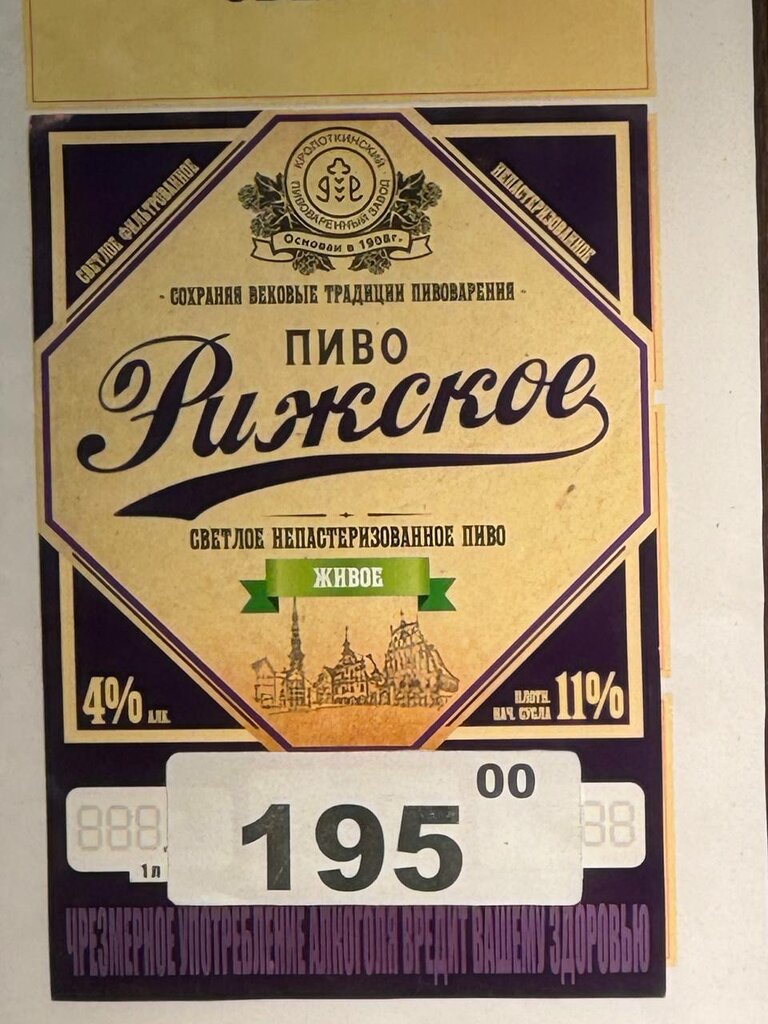 КРОПОТКИНСКИЙ
ПИВОВАРЕННЫЙ ЗАВОД
Основан в 1908г.
СВЕТЛОЕ ФИЛЬТРОВАННОЕ
НЕПАСТЕРИЗОВАННОЕ
- СОХРАНЯЯ ВЕКОВЫЕ ТРАДИЦИИ ПИВОВАРЕНИЯ -
ПИВО
Рижское
СВЕТЛОЕ НЕПАСТЕРИЗОВАННОЕ ПИВО
ЖИВОЕ
4% АЛК.
ПЛОТН. НАЧ. СУСЛА 11%
195 00
1л
ЧРЕЗМЕРНОЕ УПОТРЕБЛЕНИЕ АЛКОГОЛЯ ВРЕДИТ ВАШЕМУ ЗДОРОВЬЮ